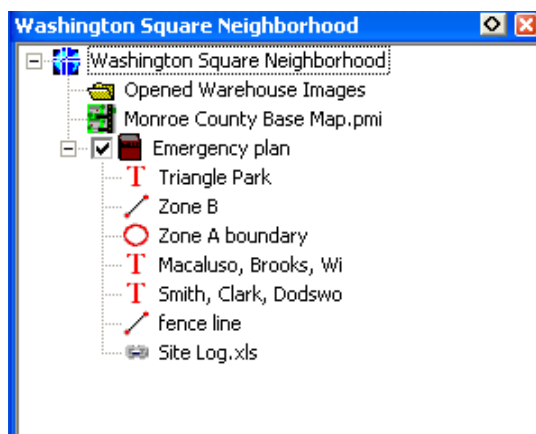 Washington Square Neighborhood
Washington Square Neighborhood
Opened Warehouse Images
Monroe County Base Map.pmi
Emergency plan
T Triangle Park
Zone B
Zone A boundary
T Macaluso, Brooks, Wi
T Smith, Clark, Dodswo
fence line
Site Log.xls